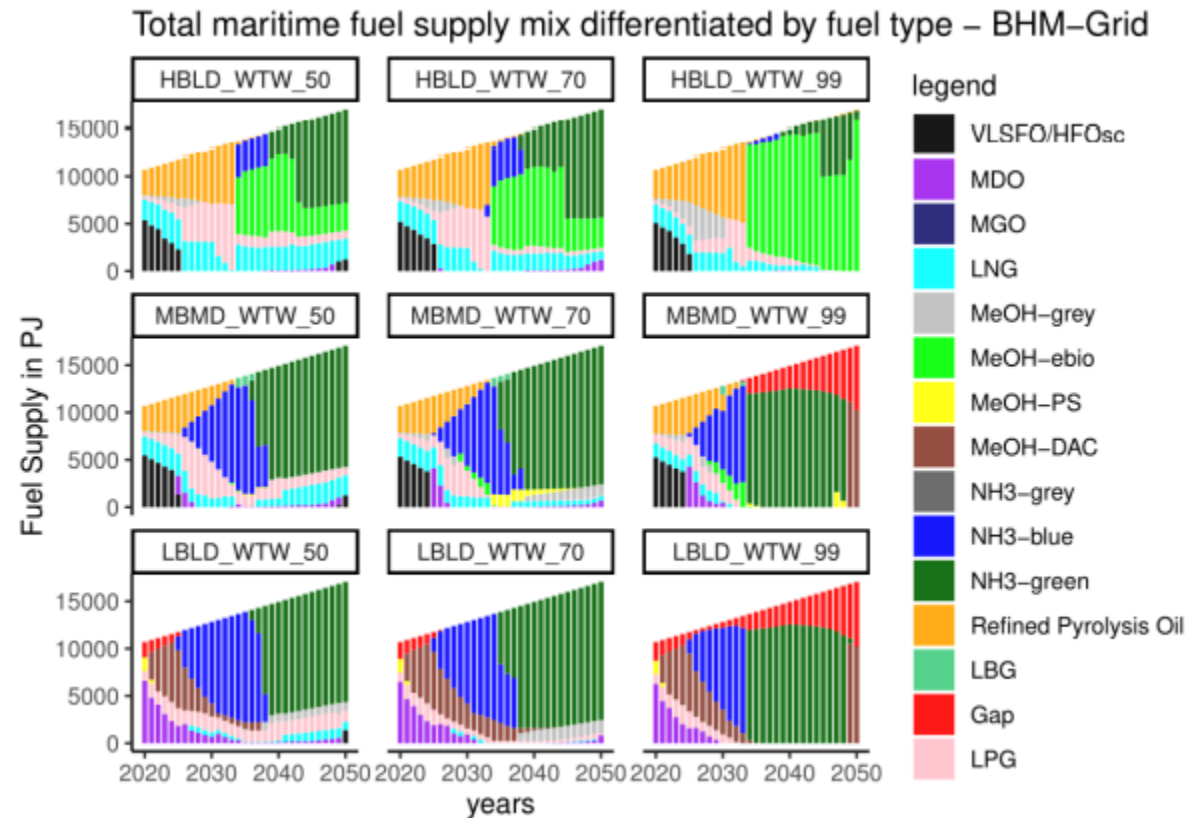 Total maritime fuel supply mix differentiated by fuel type – BHM–Grid
HBLD_WTW_50
HBLD_WTW_70
HBLD_WTW_99
15000
10000
5000
0
MBMD_WTW_50
MBMD_WTW_70
MBMD_WTW_99
15000
10000
5000
0
LBLD_WTW_50
LBLD_WTW_70
LBLD_WTW_99
15000
10000
5000
0
Fuel Supply in PJ
2020 2030 2040 2050
2020 2030 2040 2050
2020 2030 2040 2050
years
legend
VLSFO/HFOsc
MDO
MGO
LNG
MeOH–grey
MeOH–ebio
MeOH–PS
MeOH–DAC
NH3–grey
NH3–blue
NH3–green
Refined Pyrolysis Oil
LBG
Gap
LPG